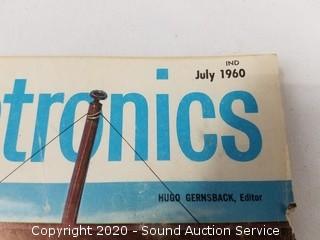 IND
July 1960
tronics
HUGO GERNSBACK, Editor
Copyright 2020 - Sound Auction Service